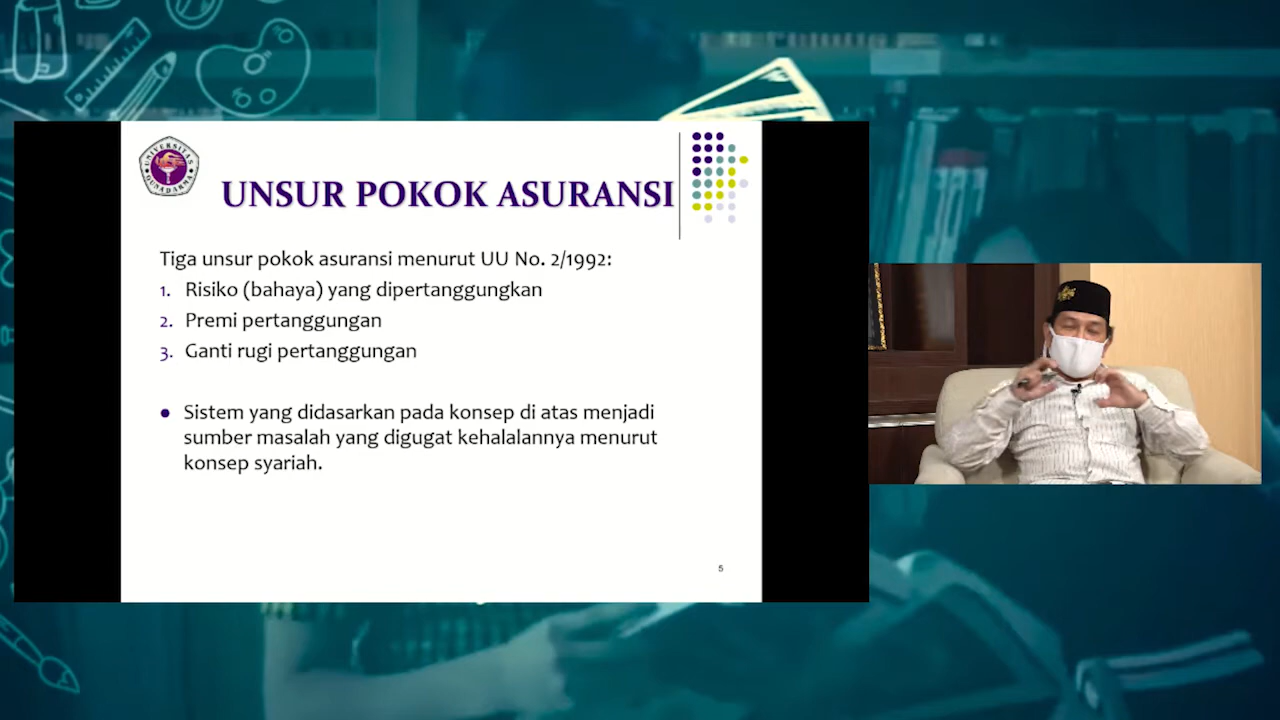 UNIVERSITAS
GUNADARMA
UNSUR POKOK ASURANSI
Tiga unsur pokok asuransi menurut UU No. 2/1992:
1. Risiko (bahaya) yang dipertanggungkan
2. Premi pertanggungan
3. Ganti rugi pertanggungan
● Sistem yang didasarkan pada konsep di atas menjadi
sumber masalah yang digugat kehalalannya menurut
konsep syariah.
5